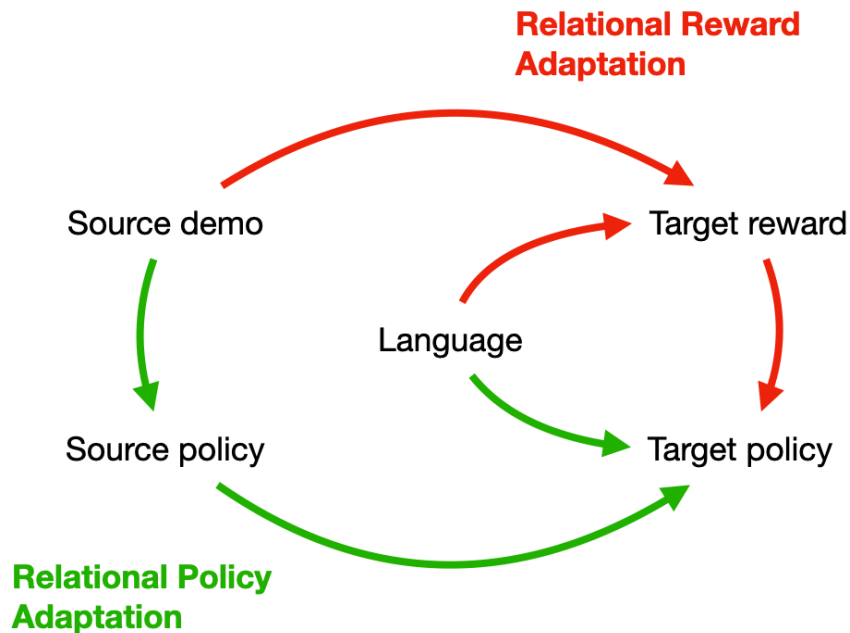 Relational Reward
Adaptation
Source demo
Target reward
Language
Source policy
Target policy
Relational Policy
Adaptation